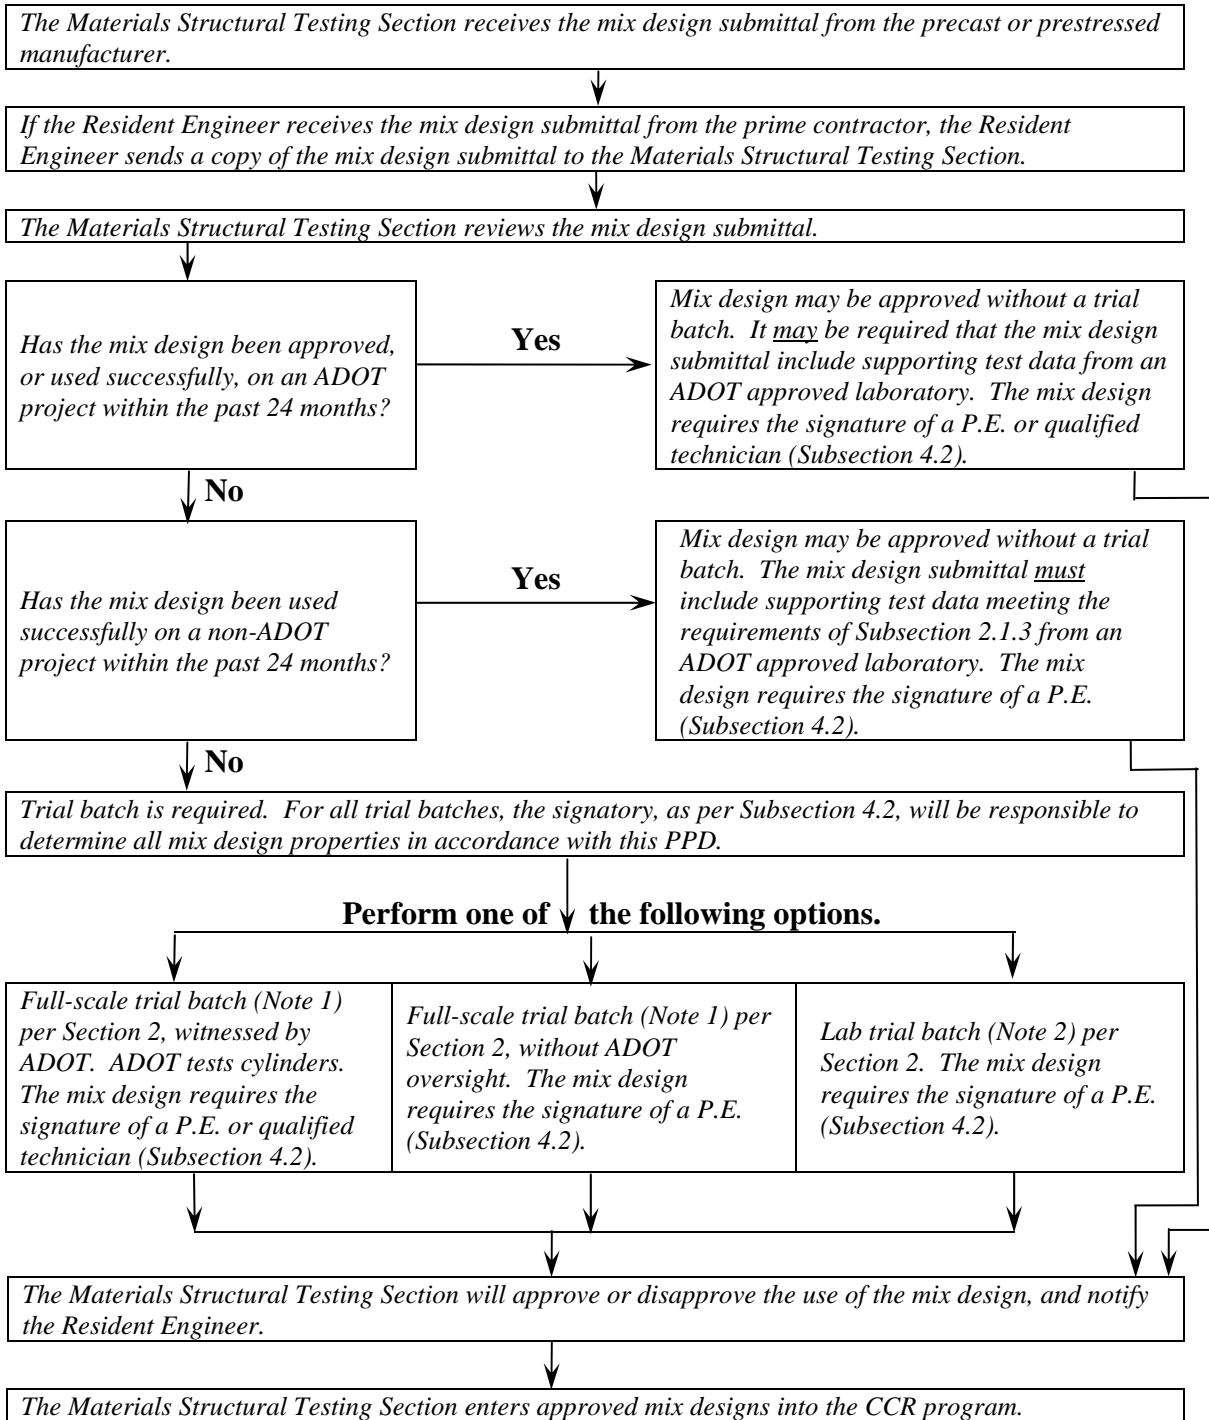 The Materials Structural Testing Section receives the mix design submittal from the precast or prestressed
manufacturer.
If the Resident Engineer receives the mix design submittal from the prime contractor, the Resident
Engineer sends a copy of the mix design submittal to the Materials Structural Testing Section.
The Materials Structural Testing Section reviews the mix design submittal.
Has the mix design been approved,
or used successfully, on an ADOT
project within the past 24 months?
Yes
Mix design may be approved without a trial
batch. It may be required that the mix design
submittal include supporting test data from an
ADOT approved laboratory. The mix design
requires the signature of a P.E. or qualified
technician (Subsection 4.2).
No
Has the mix design been used
successfully on a non-ADOT
project within the past 24 months?
Yes
Mix design may be approved without a trial
batch. The mix design submittal must
include supporting test data meeting the
requirements of Subsection 2.1.3 from an
ADOT approved laboratory. The mix
design requires the signature of a P.E.
(Subsection 4.2).
No
Trial batch is required. For all trial batches, the signatory, as per Subsection 4.2, will be responsible to
determine all mix design properties in accordance with this PPD.
Perform one of the following options.
Full-scale trial batch (Note 1)
per Section 2, witnessed by
ADOT. ADOT tests cylinders.
The mix design requires the
signature of a P.E. or qualified
technician (Subsection 4.2).
Full-scale trial batch (Note 1) per
Section 2, without ADOT
oversight. The mix design
requires the signature of a P.E.
(Subsection 4.2).
Lab trial batch (Note 2) per
Section 2. The mix design
requires the signature of a P.E.
(Subsection 4.2).
The Materials Structural Testing Section will approve or disapprove the use of the mix design, and notify
the Resident Engineer.
The Materials Structural Testing Section enters approved mix designs into the CCR program.